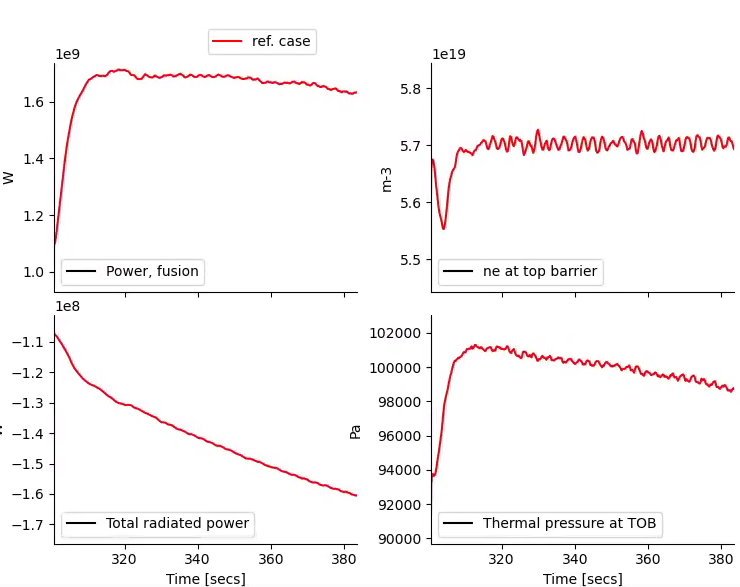 ref. case
1e9
1e19
1.6
1.4
1.2
1.0
W
Power, fusion
5.8
5.7
5.6
5.5
m-3
ne at top barrier
1e8
−1.1
−1.2
−1.3
−1.4
−1.5
−1.6
−1.7
Total radiated power
320
340
360
380
Time [secs]
102000
100000
98000
96000
94000
92000
90000
Pa
Thermal pressure at TOB
320
340
360
380
Time [secs]